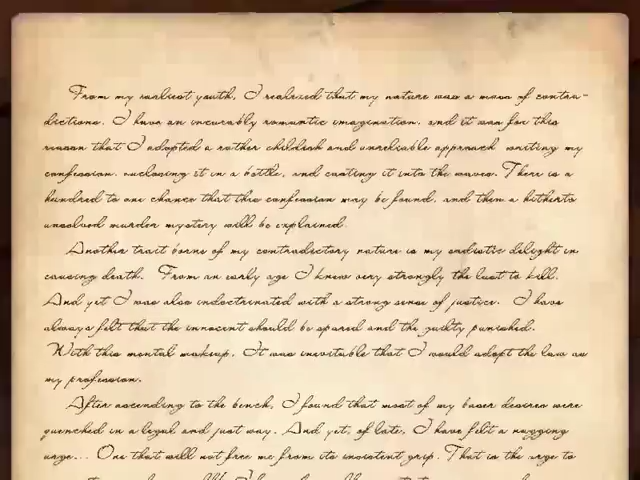 From my earliest youth, I realized that my nature was a mass of contra-
dictions. I have an incurably romantic imagination, and it was for this
reason that I adopted a rather childish and unreliable approach writing my
confession, enclosing it in a bottle, and casting it into the waves. There is a
hundred to one chance that this confession may be found, and then a hitherto
unsolved murder mystery will be explained.
Another trait borne of my contradictory nature is my sadistic delight in
causing death. From an early age I knew very strongly the lust to kill.
And yet I was also indoctrinated with a strong sense of justice. I have
always felt that the innocent should be spared and the guilty punished.
With this mental makeup, It was inevitable that I would adopt the law as
my profession.
After ascending to the bench, I found that most of my baser desires were
quenched in a legal and just way. And yet, of late, I have felt a nagging
urge... One that will not free me from its insistent grip. That is the urge to